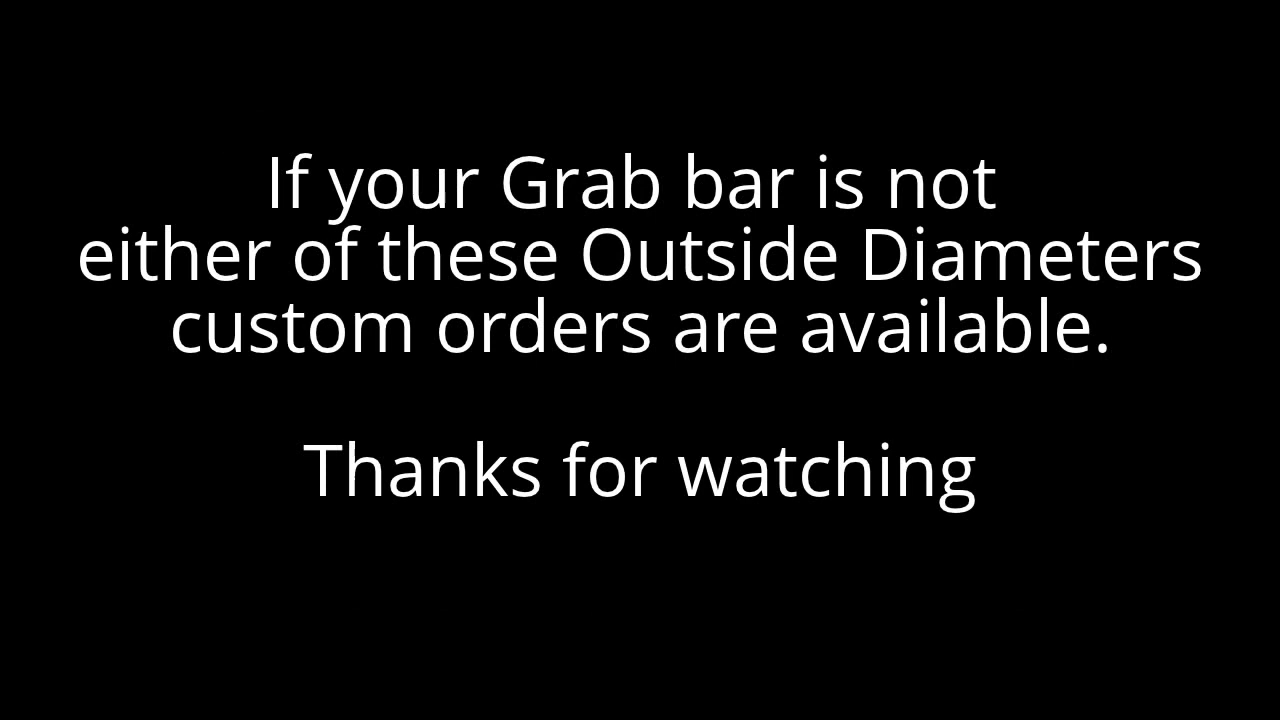 If your Grab bar is not
either of these Outside Diameters
custom orders are available.
Thanks for watching